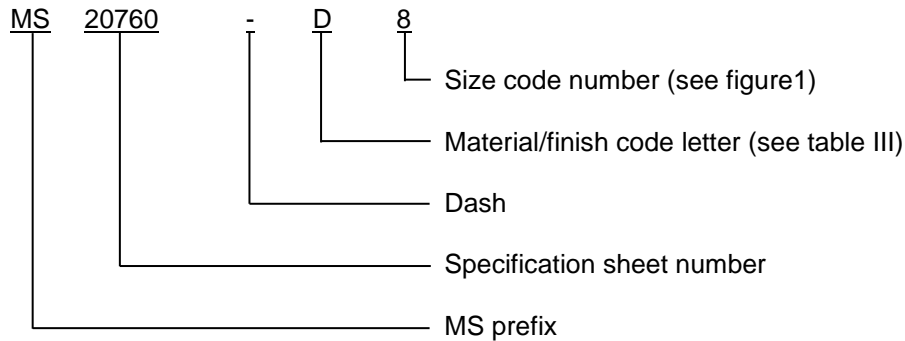 MS 20760 - D 8
Size code number (see figure1)
Material/finish code letter (see table III)
Dash
Specification sheet number
MS prefix